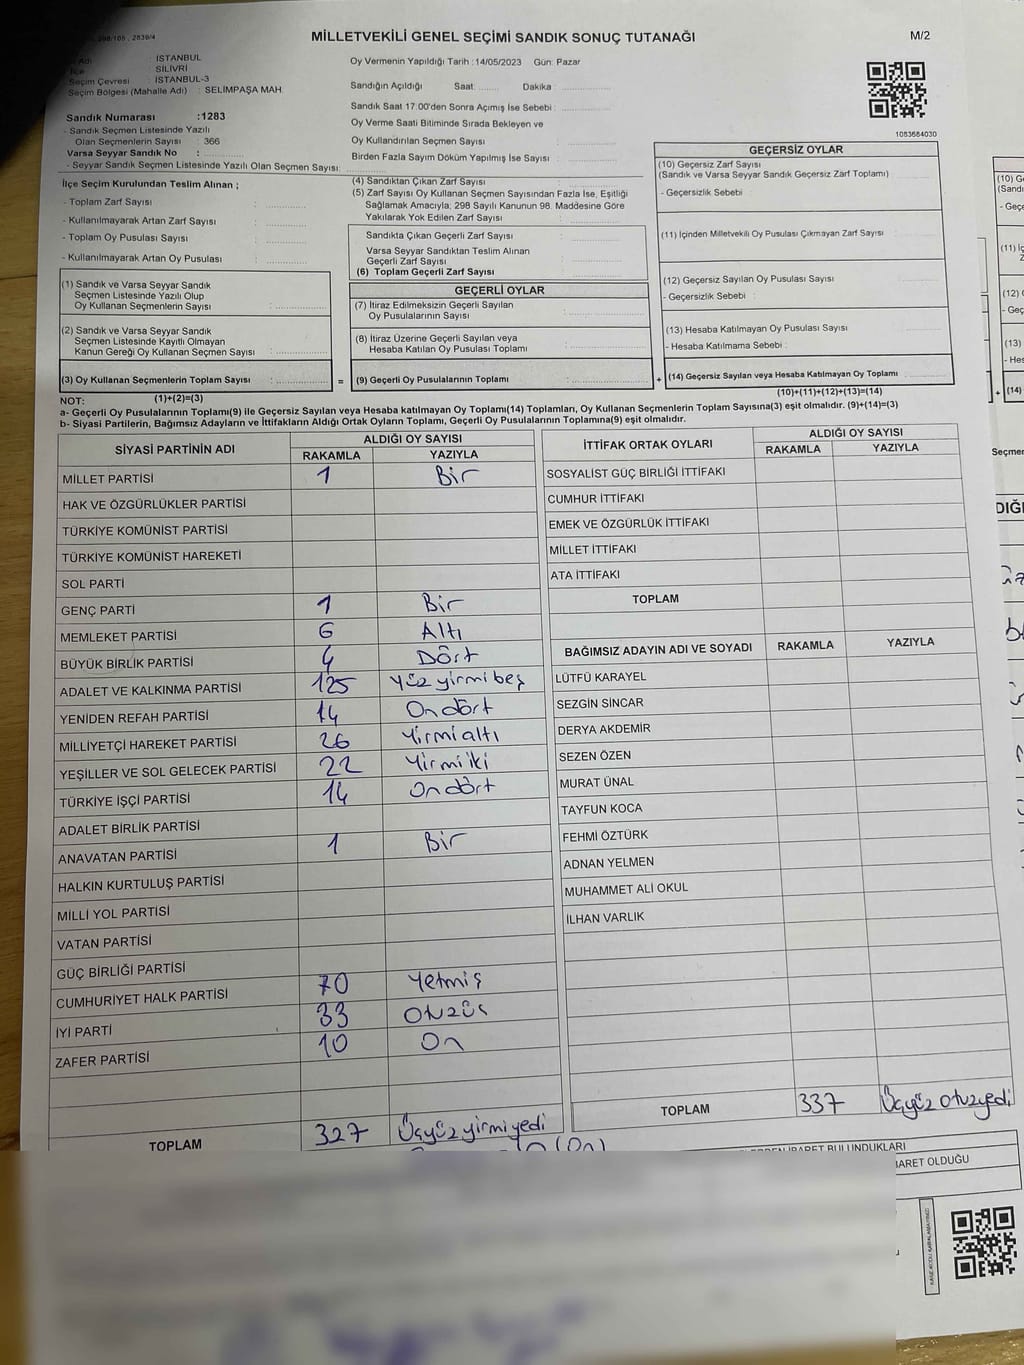 298/105 , 2839/4
MİLLETVEKİLİ GENEL SEÇİMİ SANDIK SONUÇ TUTANAĞI
M/2
Adı : İSTANBUL
İlçe : SİLİVRİ
Seçim Çevresi : İSTANBUL-3
Seçim Bölgesi (Mahalle Adı) : SELİMPAŞA MAH.
Sandık Numarası :1283
- Sandık Seçmen Listesinde Yazılı
Olan Seçmenlerin Sayısı : 366
Varsa Seyyar Sandık No :
- Seyyar Sandık Seçmen Listesinde Yazılı Olan Seçmen Sayısı:
Oy Vermenin Yapıldığı Tarih : 14/05/2023 Gün: Pazar
Sandığın Açıldığı Saat: ........ Dakika : ........
Sandık Saat 17:00'den Sonra Açımış İse Sebebi :
Oy Verme Saati Bitiminde Sırada Bekleyen ve
Oy Kullandırılan Seçmen Sayısı :
Birden Fazla Sayım Döküm Yapılmış İse Sayısı :
1083684030
İlçe Seçim Kurulundan Teslim Alınan ;
- Toplam Zarf Sayısı :
- Kullanılmayarak Artan Zarf Sayısı :
- Toplam Oy Pusulası Sayısı :
- Kullanılmayarak Artan Oy Pusulası :
(1) Sandık ve Varsa Seyyar Sandık
Seçmen Listesinde Yazılı Olup
Oy Kullanan Seçmenlerin Sayısı :
(2) Sandık ve Varsa Seyyar Sandık
Seçmen Listesinde Kayıtlı Olmayan
Kanun Gereği Oy Kullanan Seçmen Sayısı :
(3) Oy Kullanan Seçmenlerin Toplam Sayısı :
(4) Sandıktan Çıkan Zarf Sayısı :
(5) Zarf Sayısı Oy Kullanan Seçmen Sayısından Fazla İse, Eşitliği
Sağlamak Amacıyla; 298 Sayılı Kanunun 98. Maddesine Göre
Yakılarak Yok Edilen Zarf Sayısı :
Sandıkta Çıkan Geçerli Zarf Sayısı :
Varsa Seyyar Sandıktan Teslim Alınan
Geçerli Zarf Sayısı :
(6) Toplam Geçerli Zarf Sayısı :
GEÇERLİ OYLAR
(7) İtiraz Edilmeksizin Geçerli Sayılan
Oy Pusulalarının Sayısı :
(8) İtiraz Üzerine Geçerli Sayılan veya
Hesaba Katılan Oy Pusulası Toplamı :
= (9) Geçerli Oy Pusulalarının Toplamı :
GEÇERSİZ OYLAR
(10) Geçersiz Zarf Sayısı
(Sandık ve Varsa Seyyar Sandık Geçersiz Zarf Toplamı) :
- Geçersizlik Sebebi :
(11) İçinden Milletvekili Oy Pusulası Çıkmayan Zarf Sayısı :
(12) Geçersiz Sayılan Oy Pusulası Sayısı :
- Geçersizlik Sebebi :
(13) Hesaba Katılmayan Oy Pusulası Sayısı :
- Hesaba Katılmama Sebebi :
+ (14) Geçersiz Sayılan veya Hesaba Katılmayan Oy Toplamı :
NOT: (1)+(2)=(3) (10)+(11)+(12)+(13)=(14)
a- Geçerli Oy Pusulalarının Toplamı(9) ile Geçersiz Sayılan veya Hesaba katılmayan Oy Toplamı(14) Toplamları, Oy Kullanan Seçmenlerin Toplam Sayısına(3) eşit olmalıdır. (9)+(14)=(3)
b- Siyasi Partilerin, Bağımsız Adayların ve İttifakların Aldığı Ortak Oyların Toplamı, Geçerli Oy Pusulalarının Toplamına(9) eşit olmalıdır.
SİYASİ PARTİNİN ADI ALDIĞI OY SAYISI
RAKAMLA YAZIYLA
MİLLET PARTİSİ 1 Bir
HAK VE ÖZGÜRLÜKLER PARTİSİ
TÜRKİYE KOMÜNİST PARTİSİ
TÜRKİYE KOMÜNİST HAREKETİ
SOL PARTİ
GENÇ PARTİ 1 Bir
MEMLEKET PARTİSİ 6 Altı
BÜYÜK BİRLİK PARTİSİ 4 Dört
ADALET VE KALKINMA PARTİSİ 125 Yüz yirmi beş
YENİDEN REFAH PARTİSİ 14 On dört
MİLLİYETÇİ HAREKET PARTİSİ 26 Yirmi altı
YEŞİLLER VE SOL GELECEK PARTİSİ 22 Yirmi iki
TÜRKİYE İŞÇİ PARTİSİ 14 On dört
ADALET BİRLİK PARTİSİ
ANAVATAN PARTİSİ 1 Bir
HALKIN KURTULUŞ PARTİSİ
MİLLİ YOL PARTİSİ
VATAN PARTİSİ
GÜÇ BİRLİĞİ PARTİSİ
CUMHURİYET HALK PARTİSİ 70 Yetmiş
İYİ PARTİ 33 Otuzüç
ZAFER PARTİSİ 10 On
TOPLAM 327 Üçyüz yirmi yedi
İTTİFAK ORTAK OYLARI ALDIĞI OY SAYISI
RAKAMLA YAZIYLA
SOSYALİST GÜÇ BİRLİĞİ İTTİFAKI
CUMHUR İTTİFAKI
EMEK VE ÖZGÜRLÜK İTTİFAKI
MİLLET İTTİFAKI
ATA İTTİFAKI
TOPLAM
BAĞIMSIZ ADAYIN ADI VE SOYADI RAKAMLA YAZIYLA
LÜTFÜ KARAYEL
SEZGİN SİNCAR
DERYA AKDEMİR
SEZEN ÖZEN
MURAT ÜNAL
TAYFUN KOCA
FEHMİ ÖZTÜRK
ADNAN YELMEN
MUHAMMET ALİ OKUL
İLHAN VARLIK
TOPLAM 337 Üçyüz otuzyedi
(On)
İBARET BULUNDUKLARI
BARET OLDUĞU